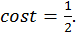 cost = 1/2.